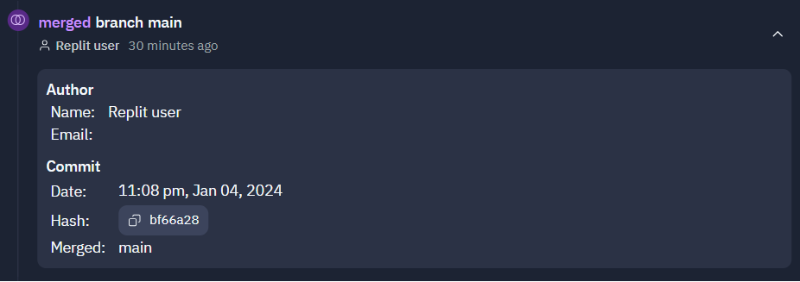 merged branch main
Replit user 30 minutes ago
Author
Name: Replit user
Email:
Commit
Date: 11:08 pm, Jan 04, 2024
Hash: bf66a28
Merged: main